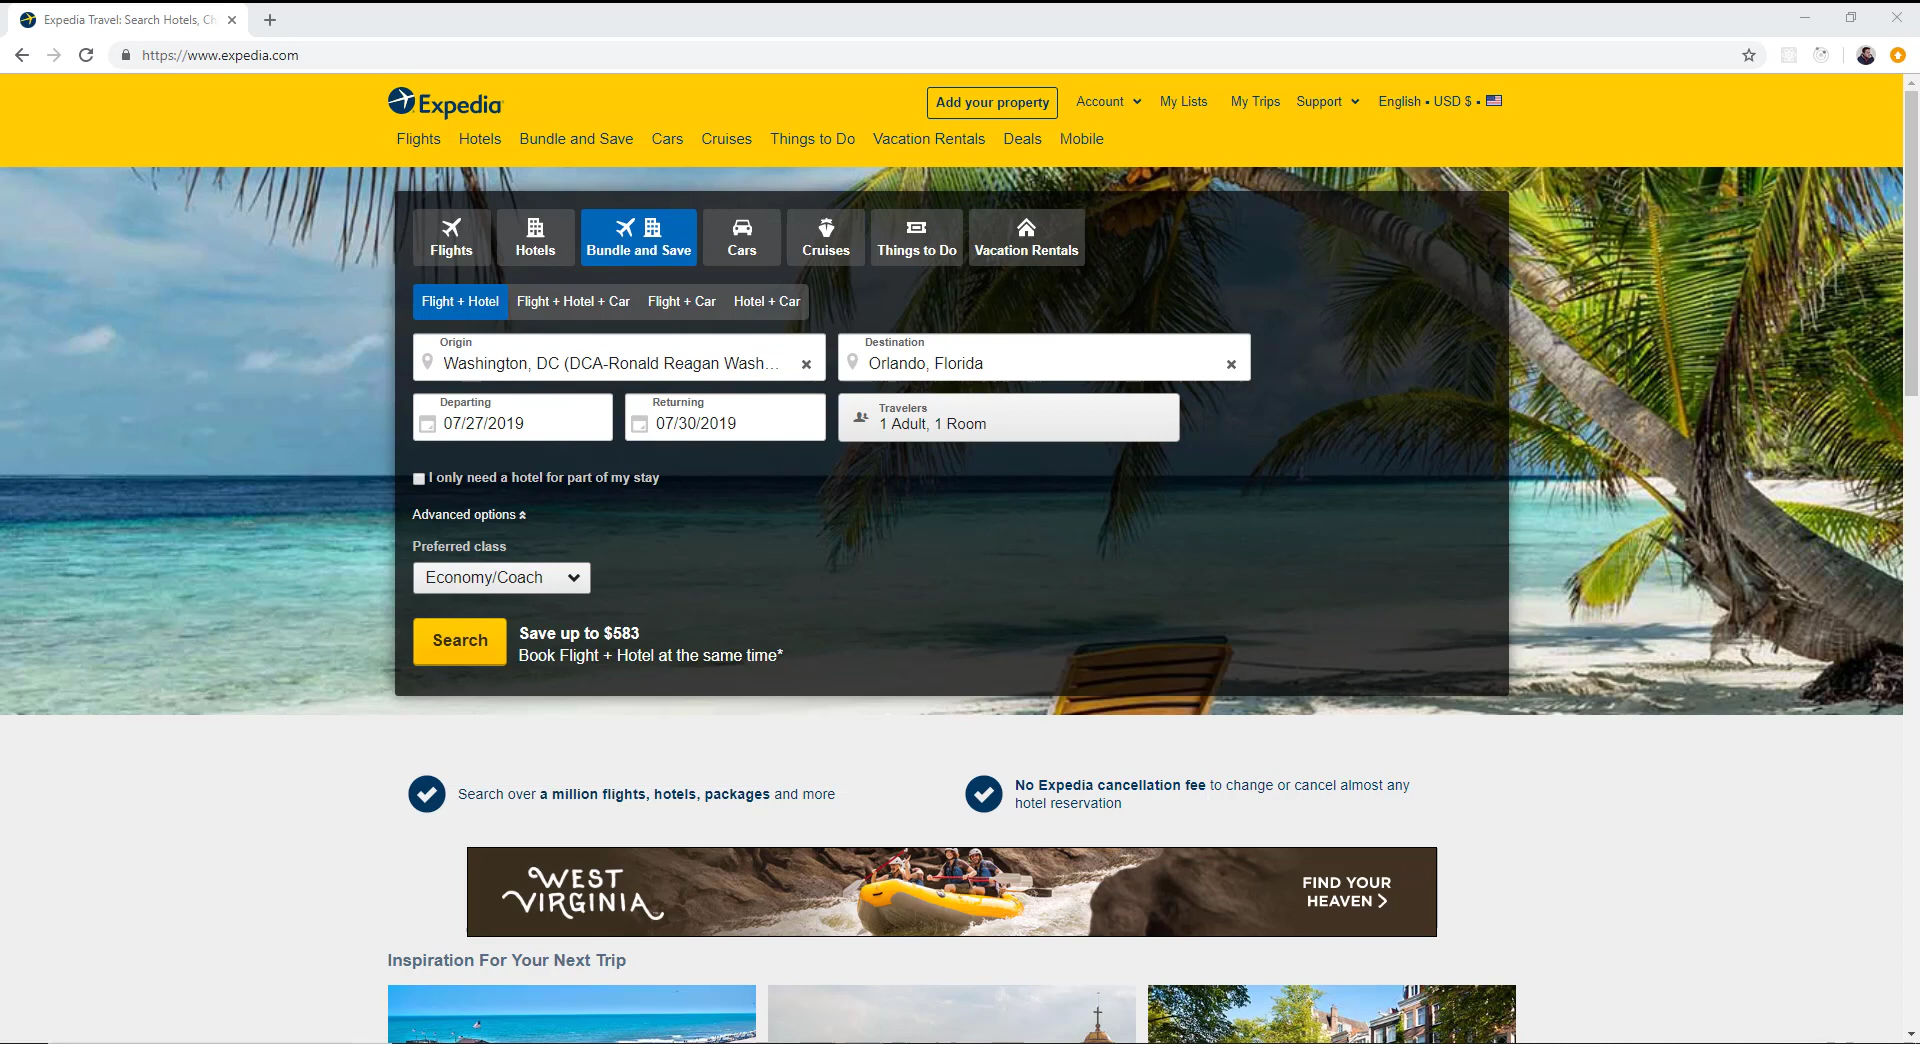 Expedia Travel: Search Hotels, Ch
https://www.expedia.com
Expedia
Add your property
Account
My Lists
My Trips
Support
English • USD $ •
Flights
Hotels
Bundle and Save
Cars
Cruises
Things to Do
Vacation Rentals
Deals
Mobile
Flights
Hotels
Bundle and Save
Cars
Cruises
Things to Do
Vacation Rentals
Flight + Hotel
Flight + Hotel + Car
Flight + Car
Hotel + Car
Origin
Washington, DC (DCA-Ronald Reagan Wash...
Destination
Orlando, Florida
Departing
07/27/2019
Returning
07/30/2019
Travelers
1 Adult, 1 Room
I only need a hotel for part of my stay
Advanced options
Preferred class
Economy/Coach
Search
Save up to $583
Book Flight + Hotel at the same time*
Search over a million flights, hotels, packages and more
No Expedia cancellation fee to change or cancel almost any
hotel reservation
WEST
VIRGINIA
FIND YOUR
HEAVEN >
Inspiration For Your Next Trip